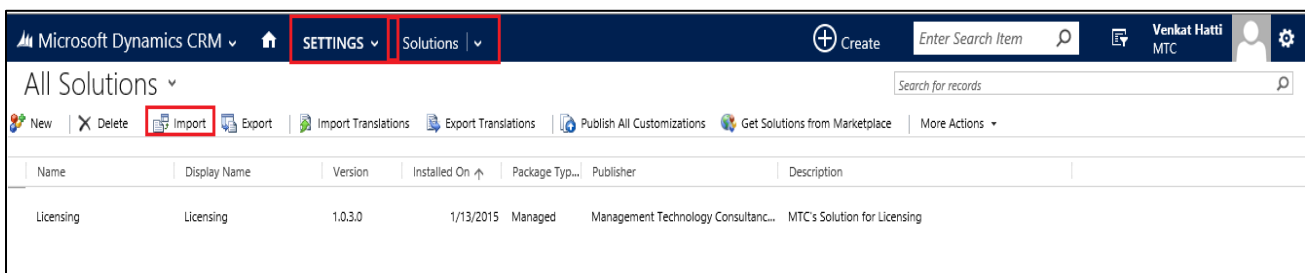 Microsoft Dynamics CRM SETTINGS Solutions Create Enter Search Item Venkat Hatti
MTC
All Solutions Search for records
New Delete Import Export Import Translations Export Translations Publish All Customizations Get Solutions from Marketplace More Actions
Name Display Name Version Installed On Package Typ... Publisher Description
Licensing Licensing 1.0.3.0 1/13/2015 Managed Management Technology Consultanc... MTC's Solution for Licensing